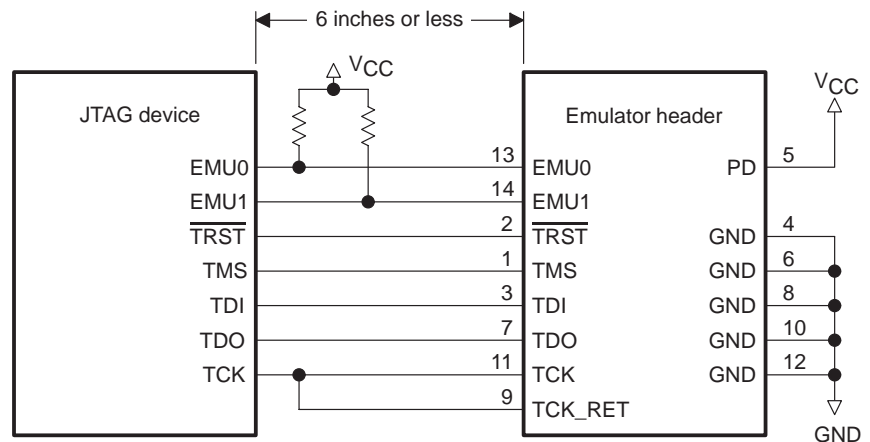 6 inches or less
VCC
VCC
JTAG device
Emulator header
EMU0
13
EMU0
PD
5
EMU1
14
EMU1
TRST
2
TRST
GND
4
TMS
1
TMS
GND
6
TDI
3
TDI
GND
8
TDO
7
TDO
GND
10
TCK
11
TCK
GND
12
9
TCK_RET
GND